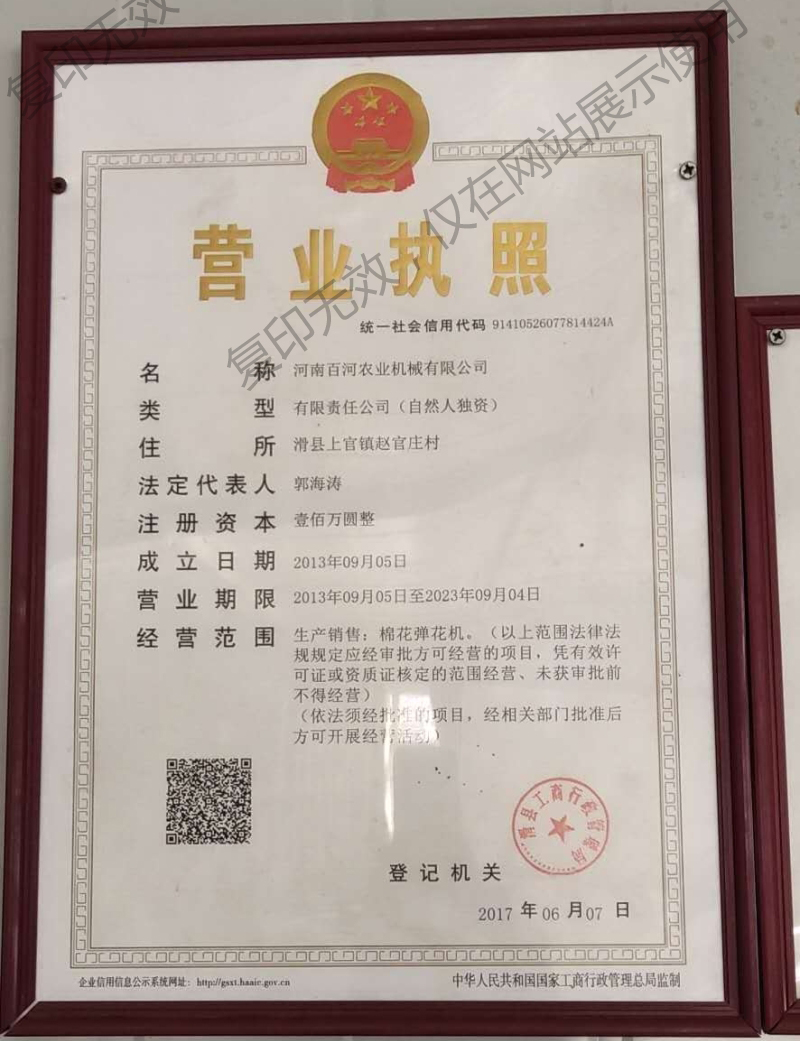 复印无效 仅在网站展示使用
营业执照
统一社会信用代码 91410526077814424A
名称 河南百河农业机械有限公司
类型 有限责任公司（自然人独资）
住所 滑县上官镇赵官庄村
法定代表人 郭海涛
注册资本 壹佰万圆整
成立日期 2013年09月05日
营业期限 2013年09月05日至2023年09月04日
经营范围 生产销售：棉花弹花机。（以上范围法律法
规规定应经审批方可经营的项目，凭有效许
可证或资质证核定的范围经营、未获审批前
不得经营）
（依法须经批准的项目，经相关部门批准后
方可开展经营活动）
滑县工商行政管理局
登记机关
2017 年 06 月 07 日
企业信用信息公示系统网址： http://gsxt.haaic.gov.cn
中华人民共和国国家工商行政管理总局监制
复印无效